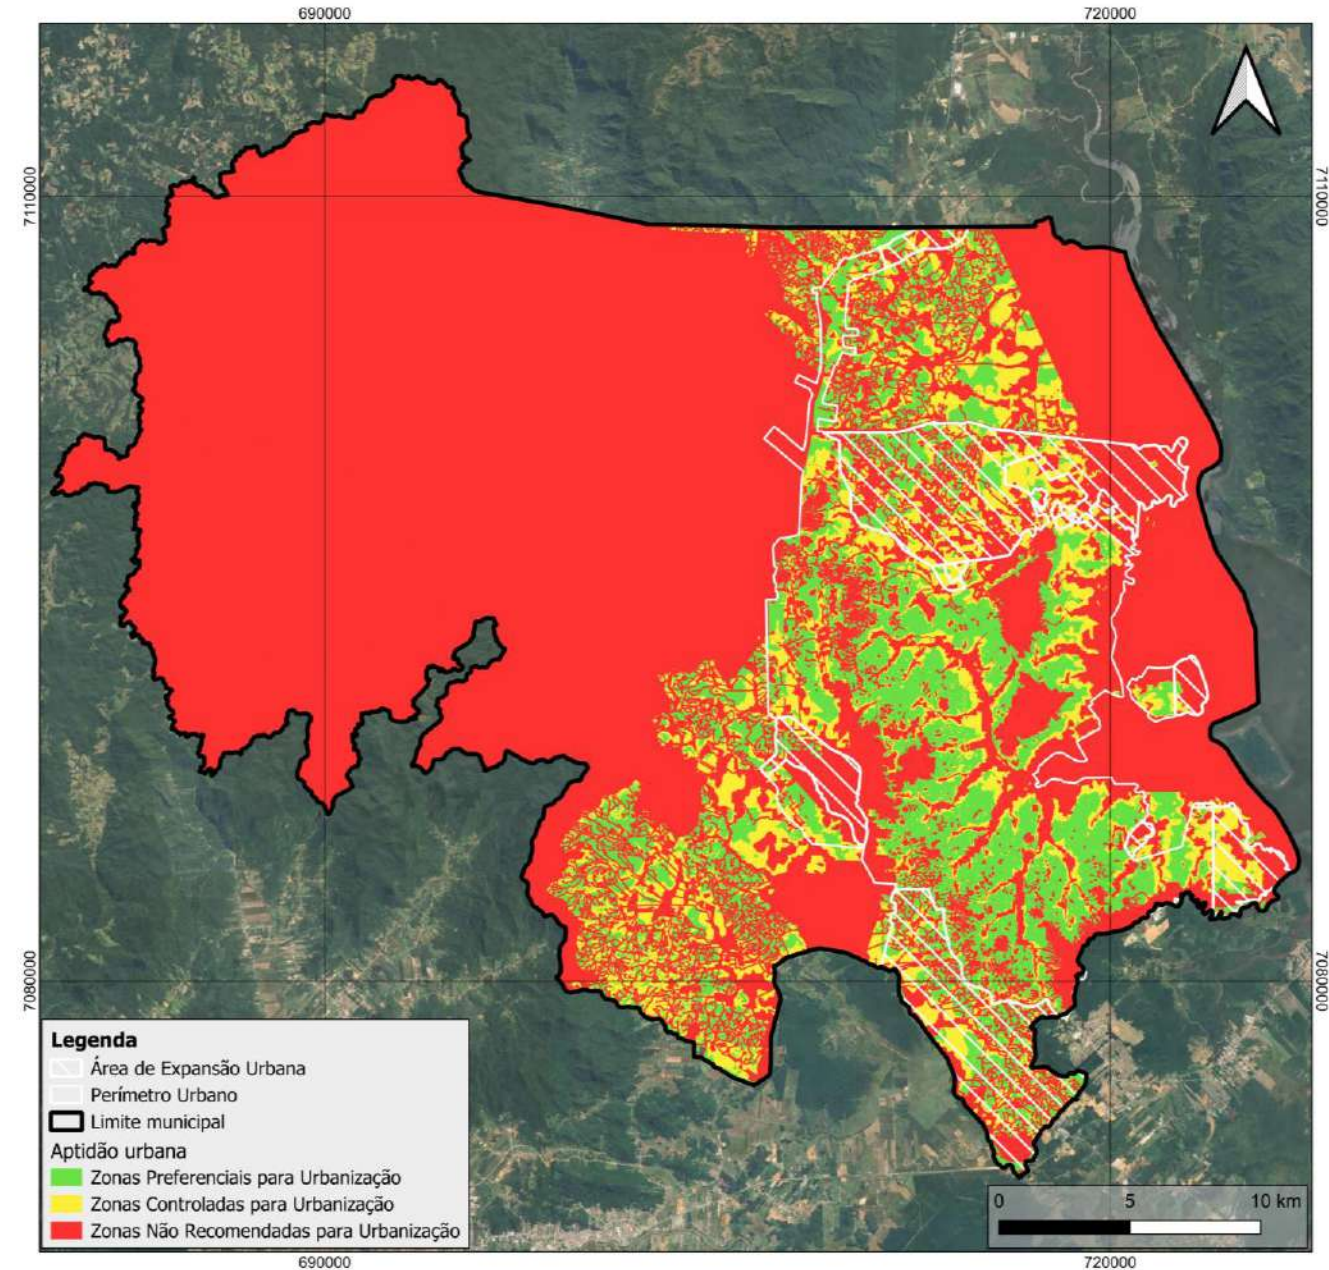 690000
720000
7110000
7110000
7080000
7080000
Legenda
Área de Expansão Urbana
Perímetro Urbano
Limite municipal
Aptidão urbana
Zonas Preferenciais para Urbanização
Zonas Controladas para Urbanização
Zonas Não Recomendadas para Urbanização
0 5 10 km
690000
720000